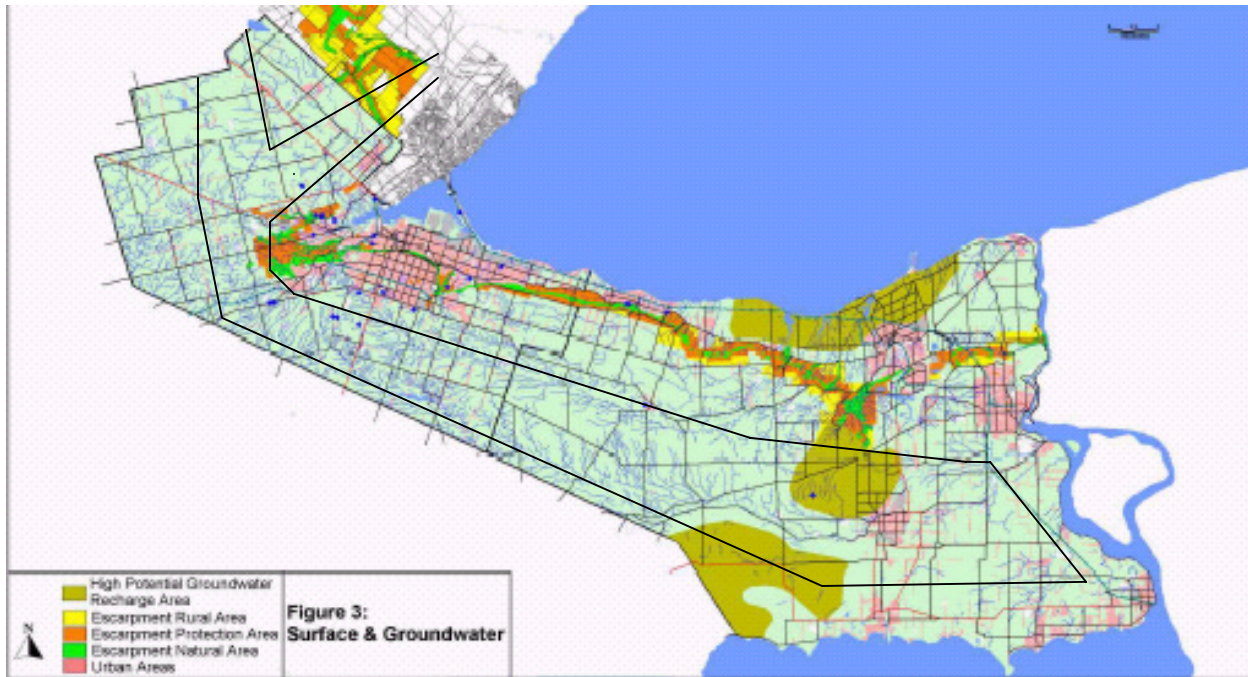 High Potential Groundwater
Recharge Area
Escarpment Rural Area
Escarpment Protection Area
Escarpment Natural Area
Urban Areas
N
Figure 3:
Surface & Groundwater